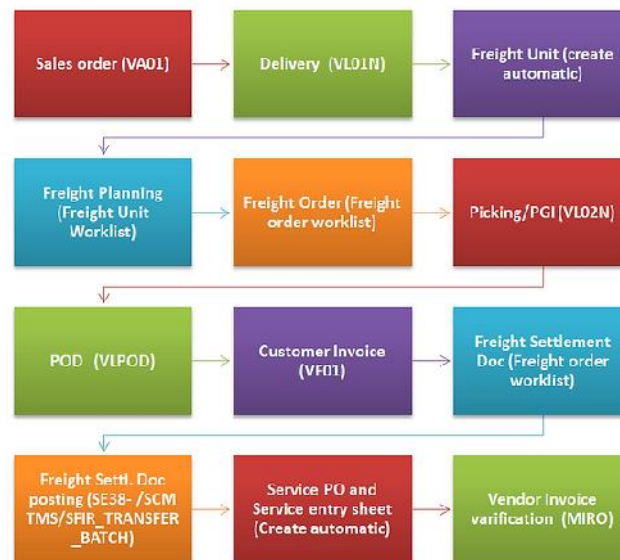 Sales order (VA01)
Delivery  (VL01N)
Freight Unit (create
automatic)
Freight Planning
(Freight Unit
Worklist)
Freight Order (Freight
order worklist)
Picking/PGI (VL02N)
POD  (VLPOD)
Customer Invoice
(VF01)
Freight Settlement
Doc (Freight order
worklist)
Freight Settl. Doc
posting (SE38- /SCM
TMS/SFIR_TRANSFER
_BATCH)
Service PO and
Service entry sheet
(Create automatic)
Vendor Invoice
varification  (MIRO)